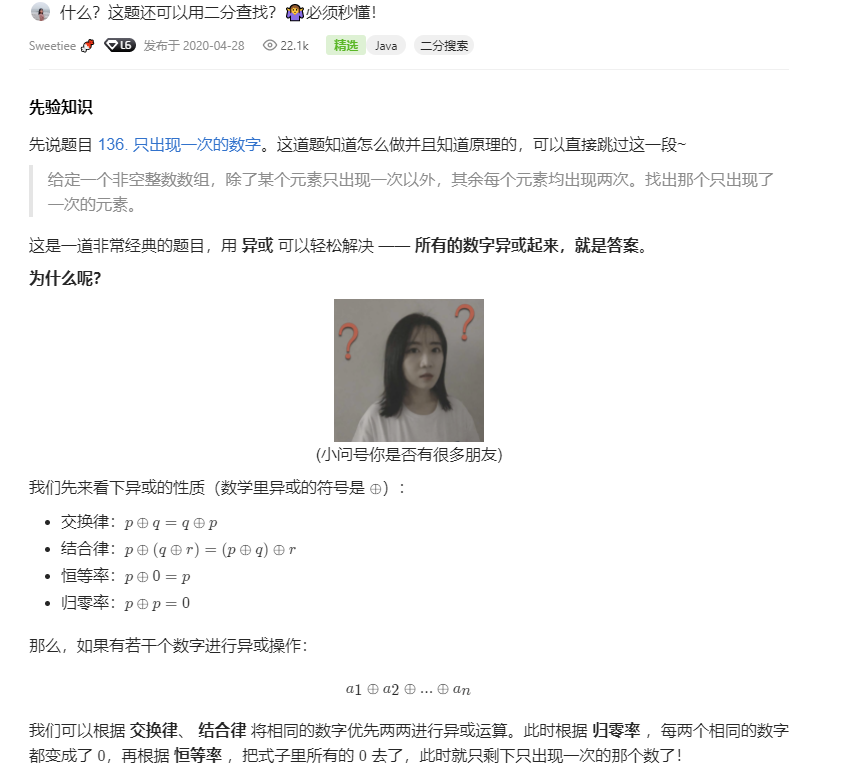 什么？这题还可以用二分查找？🤷‍♀️必须秒懂！
Sweetiee L6 发布于 2020-04-28 22.1k 精选 Java 二分搜索
先验知识
先说题目 136. 只出现一次的数字。这道题知道怎么做并且知道原理的，可以直接跳过这一段~
给定一个非空整数数组，除了某个元素只出现一次以外，其余每个元素均出现两次。找出那个只出现了
一次的元素。
这是一道非常经典的题目，用 异或 可以轻松解决 —— 所有的数字异或起来，就是答案。
为什么呢？
？ ？
(小问号你是否有很多朋友)
我们先来看下异或的性质（数学里异或的符号是 ⊕）：
• 交换律：p ⊕ q = q ⊕ p
• 结合律：p ⊕ (q ⊕ r) = (p ⊕ q) ⊕ r
• 恒等率：p ⊕ 0 = p
• 归零率：p ⊕ p = 0
那么，如果有若干个数字进行异或操作：
a1 ⊕ a2 ⊕ ... ⊕ an
我们可以根据 交换律、 结合律 将相同的数字优先两两进行异或运算。此时根据 归零率 ，每两个相同的数字
都变成了 0，再根据 恒等率 ，把式子里所有的 0 去了，此时就只剩下只出现一次的那个数了！